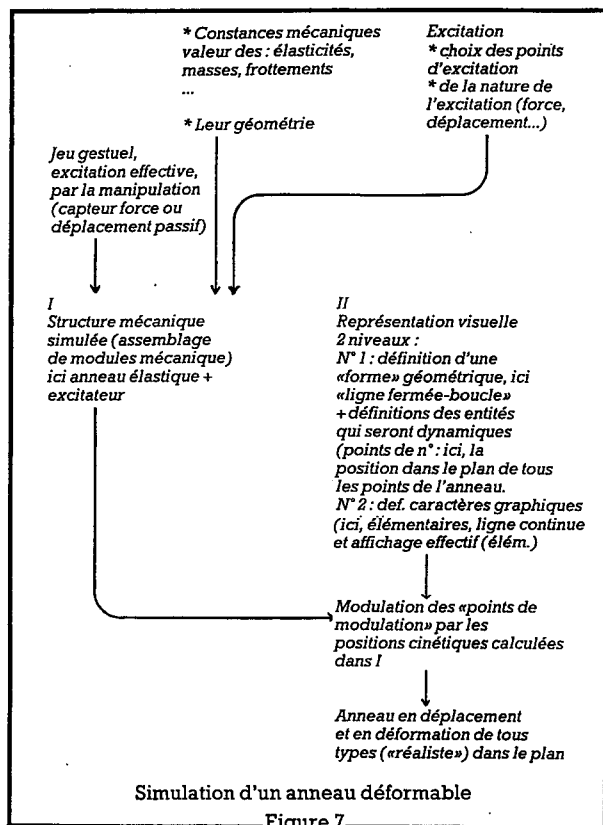 * Constances mécaniques
valeur des : élasticités,
masses, frottements
...
* Leur géométrie
Excitation
* choix des points
d'excitation
* de la nature de
l'excitation (force,
déplacement...)
Jeu gestuel,
excitation effective,
par la manipulation
(capteur force ou
déplacement passif)
I
Structure mécanique
simulée (assemblage
de modules mécanique)
ici anneau élastique +
excitateur
II
Représentation visuelle
2 niveaux :
N° 1 : définition d'une
«forme» géométrique, ici
«ligne fermée-boucle»
+ définitions des entités
qui seront dynamiques
(points de n° : ici, la
position dans le plan de tous
les points de l'anneau.
N° 2 : def. caractères graphiques
(ici, élémentaires, ligne continue
et affichage effectif (élém.)
Modulation des «points de
modulation» par les
positions cinétiques calculées
dans I
Anneau en déplacement
et en déformation de tous
types («réaliste») dans le plan
Simulation d'un anneau déformable
Figure 7